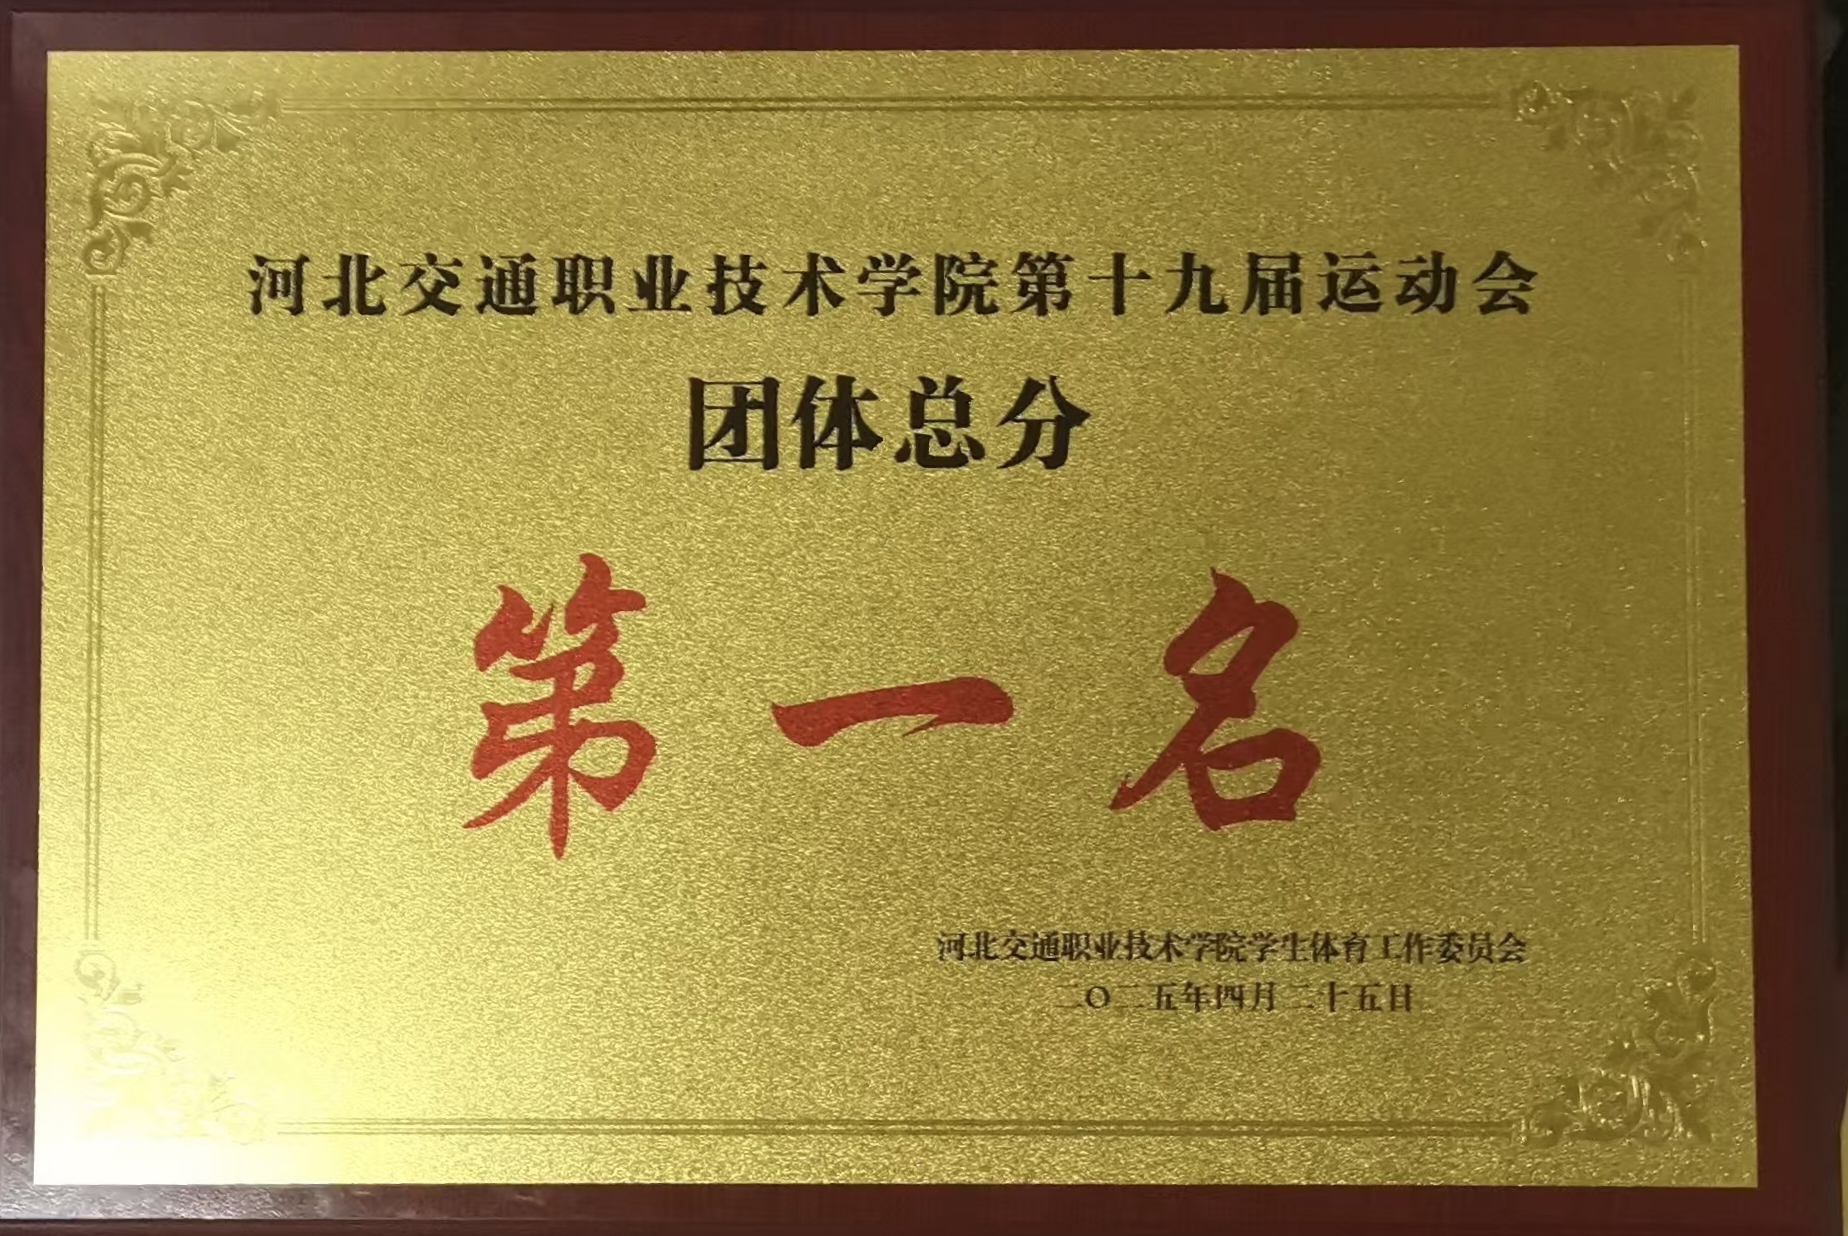 河北交通职业技术学院第十九届运动会
团体总分
第一名
河北交通职业技术学院学生体育工作委员会
二〇二五年四月二十五日